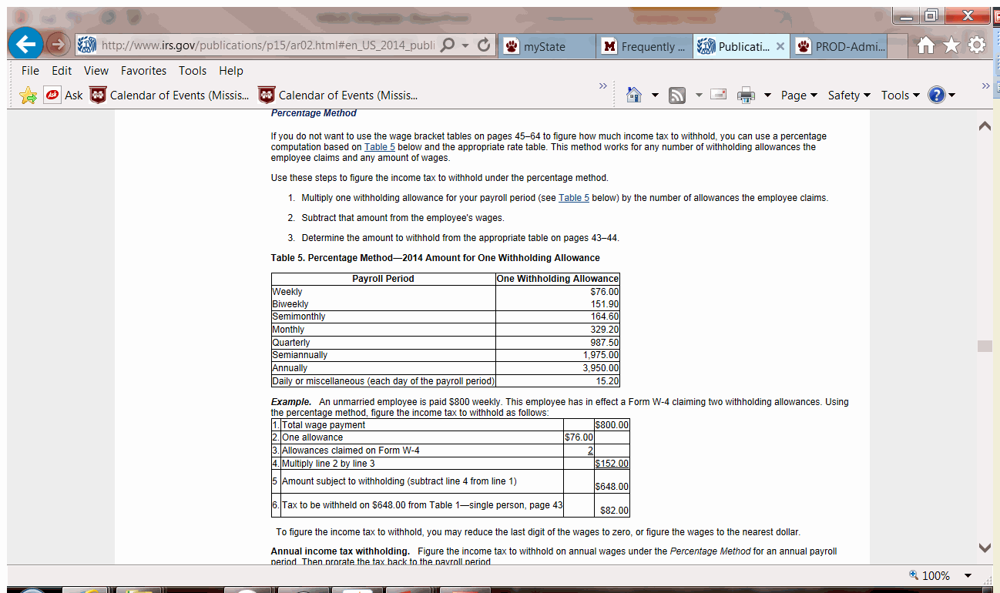 http://www.irs.gov/publications/p15/ar02.html#en_US_2014_publi
myState
M Frequently ...
Publicati...
PROD-Admi...
File Edit View Favorites Tools Help
Ask Ask Calendar of Events (Missis... Calendar of Events (Missis...
Page Safety Tools
Percentage Method
If you do not want to use the wage bracket tables on pages 45–64 to figure how much income tax to withhold, you can use a percentage
computation based on Table 5 below and the appropriate rate table. This method works for any number of withholding allowances the
employee claims and any amount of wages.
Use these steps to figure the income tax to withhold under the percentage method.
1. Multiply one withholding allowance for your payroll period (see Table 5 below) by the number of allowances the employee claims.
2. Subtract that amount from the employee's wages.
3. Determine the amount to withhold from the appropriate table on pages 43–44.
Table 5. Percentage Method—2014 Amount for One Withholding Allowance
Payroll Period One Withholding Allowance
Weekly $76.00
Biweekly 151.90
Semimonthly 164.60
Monthly 329.20
Quarterly 987.50
Semiannually 1,975.00
Annually 3,950.00
Daily or miscellaneous (each day of the payroll period) 15.20
Example. An unmarried employee is paid $800 weekly. This employee has in effect a Form W-4 claiming two withholding allowances. Using
the percentage method, figure the income tax to withhold as follows:
1. Total wage payment $800.00
2. One allowance $76.00
3. Allowances claimed on Form W-4 2
4. Multiply line 2 by line 3 $152.00
5 Amount subject to withholding (subtract line 4 from line 1) $648.00
6. Tax to be withheld on $648.00 from Table 1—single person, page 43 $82.00
To figure the income tax to withhold, you may reduce the last digit of the wages to zero, or figure the wages to the nearest dollar.
Annual income tax withholding. Figure the income tax to withhold on annual wages under the Percentage Method for an annual payroll
period. Then prorate the tax back to the payroll period.
100%